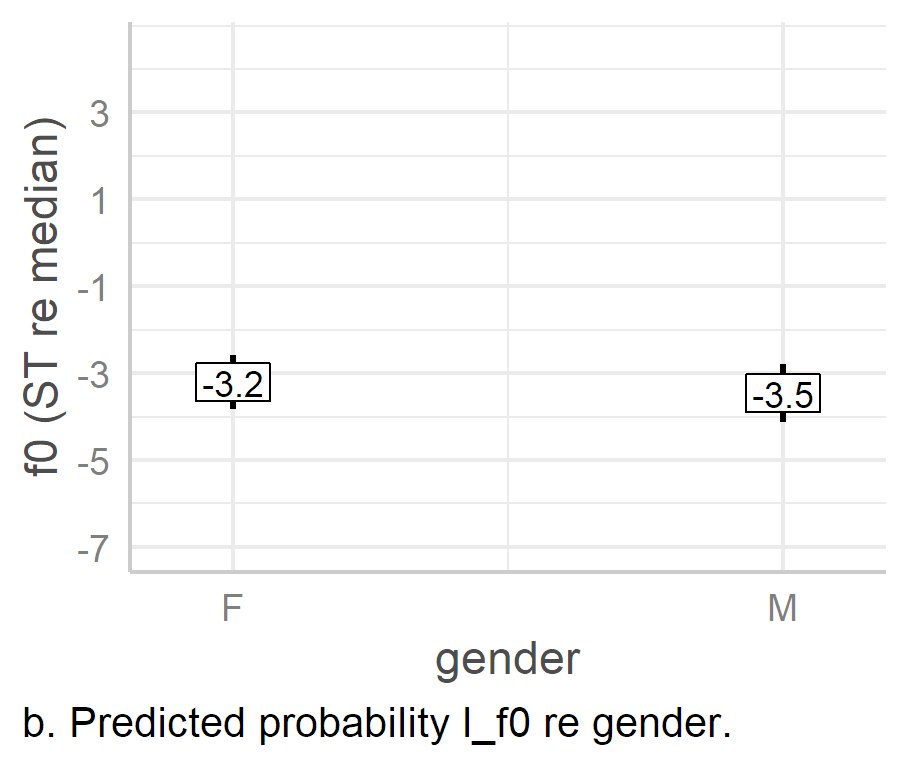 f0 (ST re median)
3
1
-1
-3
-5
-7
-3.2
-3.5
F
M
gender
b. Predicted probability l_f0 re gender.